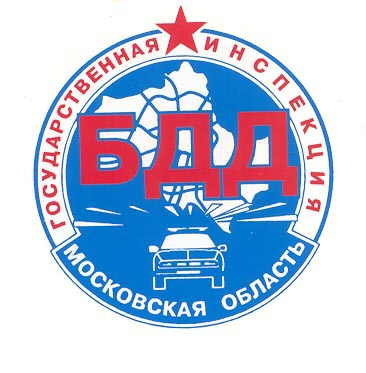 ГОСУДАРСТВЕННАЯ ИНСПЕКЦИЯ
БДД
МОСКОВСКАЯ ОБЛАСТЬ